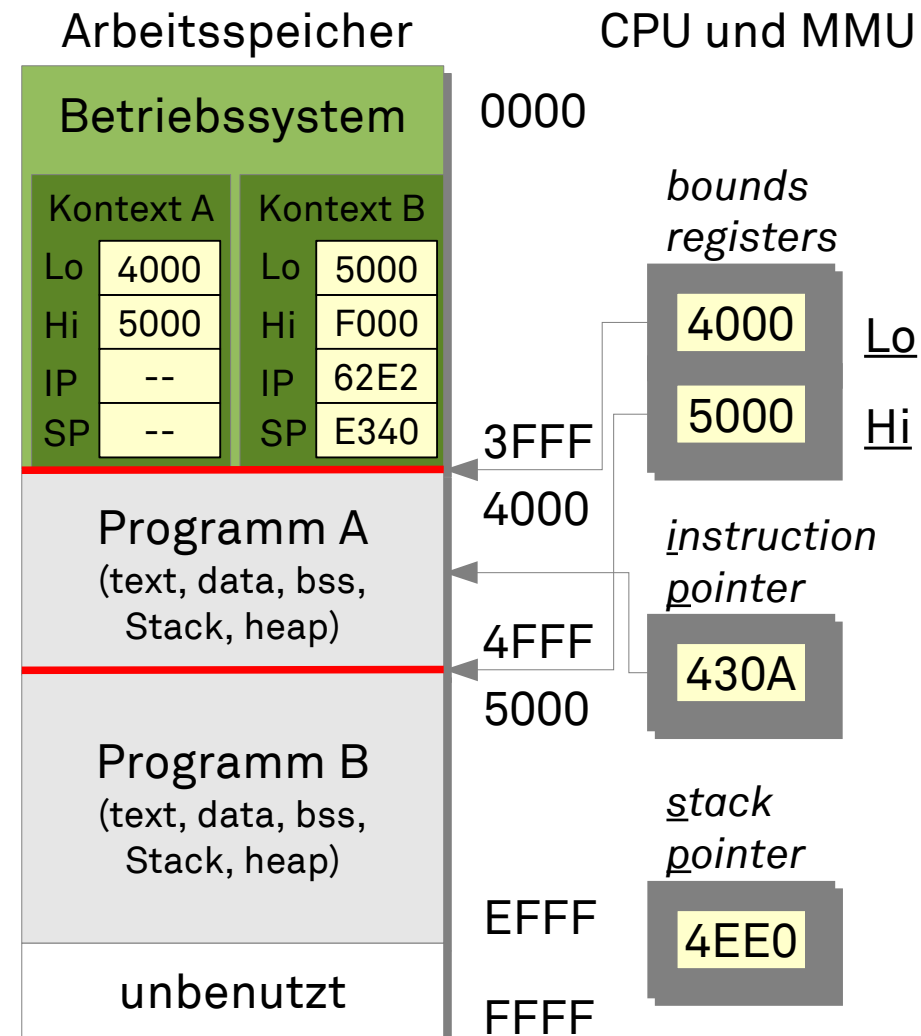 Arbeitsspeicher
CPU und MMU
Betriebssystem
0000
Kontext A
Lo 4000
Hi 5000
IP --
SP --
Kontext B
Lo 5000
Hi F000
IP 62E2
SP E340
3FFF
4000
Programm A
(text, data, bss,
Stack, heap)
4FFF
5000
Programm B
(text, data, bss,
Stack, heap)
EFFF
unbenutzt
FFFF
bounds
registers
4000 Lo
5000 Hi
instruction
pointer
430A
stack
pointer
4EE0